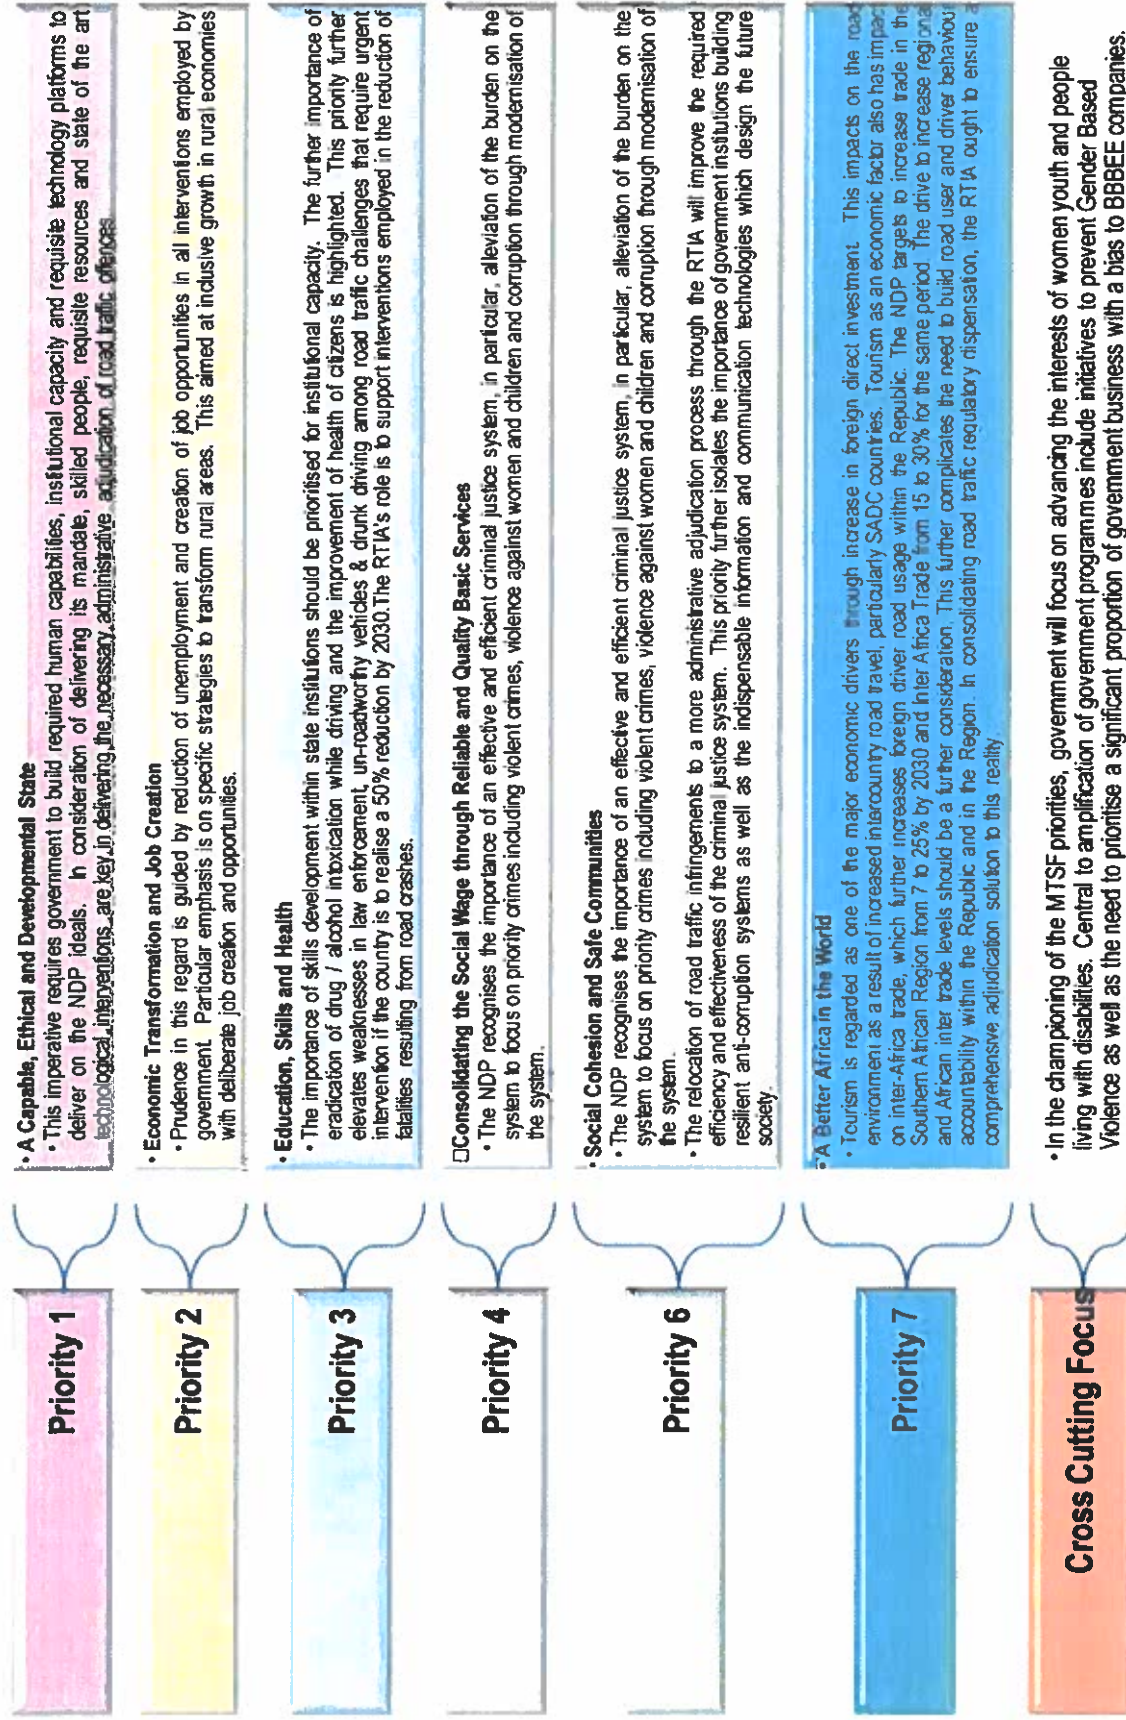 Priority 1
• A Capable, Ethical and Developmental State
• This imperative requires government to build required human capabilities, institutional capacity and requisite technology platforms to
deliver on the NDP ideals. In consideration of delivering its mandate, skilled people, requisite resources and state of the art
technological interventions are key in delivering the necessary administrative adjudication of road traffic offences
Priority 2
• Economic Transformation and Job Creation
• Prudence in this regard is guided by reduction of unemployment and creation of job opportunities in all interventions employed by
government. Particular emphasis is on specific strategies to transform rural areas. This aimed at inclusive growth in rural economies
with deliberate job creation and opportunities.
Priority 3
• Education, Skills and Health
• The importance of skills development within state institutions should be prioritised for institutional capacity. The further importance of
eradication of drug / alcohol intoxication while driving and the improvement of health of citizens is highlighted. This priority further
elevates weaknesses in law enforcement, un-roadworthy vehicles & drunk driving among road traffic challenges that require urgent
intervention if the country is to realise a 50% reduction by 2030.The RTIA's role is to support interventions employed in the reduction of
fatalities resulting from road crashes.
Priority 4
□Consolidating the Social Wage through Reliable and Quality Basic Services
• The NDP recognises the importance of an effective and efficient criminal justice system, in particular, alleviation of the burden on the
system to focus on priority crimes including violent crimes, violence against women and children and corruption through modernisation of
the system.
Priority 6
• Social Cohesion and Safe Communities
• The NDP recognises the importance of an effective and efficient criminal justice system, in particular, alleviation of the burden on the
system to focus on priority crimes including violent crimes, violence against women and children and corruption through modernisation of
the system.
• The relocation of road traffic infringements to a more administrative adjudication process through the RTIA will improve the required
efficiency and effectiveness of the criminal justice system. This priority further isolates the importance of government institutions building
resilient anti-corruption systems as well as the indispensable information and communication technologies which design the future
society.
Priority 7
• A Better Africa in the World
• Tourism is regarded as one of the major economic drivers through increase in foreign direct investment. This impacts on the road
environment as a result of increased intercountry road travel, particularly SADC countries. Tourism as an economic factor also has impact
on inter-Africa trade, which further increases foreign driver road usage within the Republic. The NDP targets to increase trade in the
Southern African Region from 7 to 25% by 2030 and Inter Africa Trade from 15 to 30% for the same period. The drive to increase regional
and African inter trade levels should be a further consideration. This further complicates the need to build road user and driver behaviour
accountability within the Republic and in the Region. In consolidating road traffic regulatory dispensation, the RTIA ought to ensure a
comprehensive adjudication solution to this reality.
Cross Cutting Focus
• In the championing of the MTSF priorities, government will focus on advancing the interests of women youth and people
living with disabilities. Central to amplification of government programmes include initiatives to prevent Gender Based
Violence as well as the need to prioritise a significant proportion of government business with a bias to BBBEE companies.